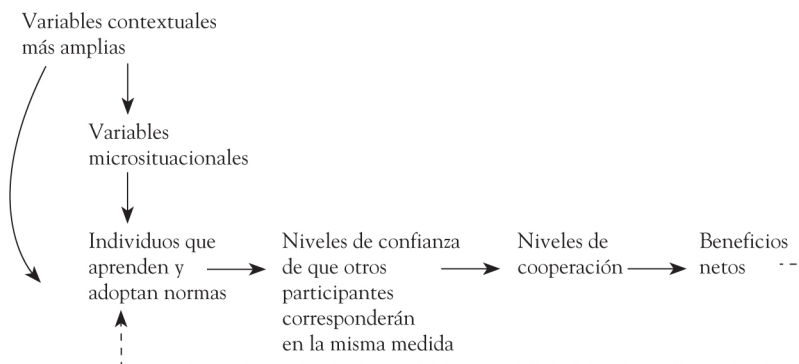 Variables contextuales
más amplias
Variables
microsituacionales
Individuos que
aprenden y
adoptan normas
Niveles de confianza
de que otros
participantes
corresponderán
en la misma medida
Niveles de
cooperación
Beneficios
netos